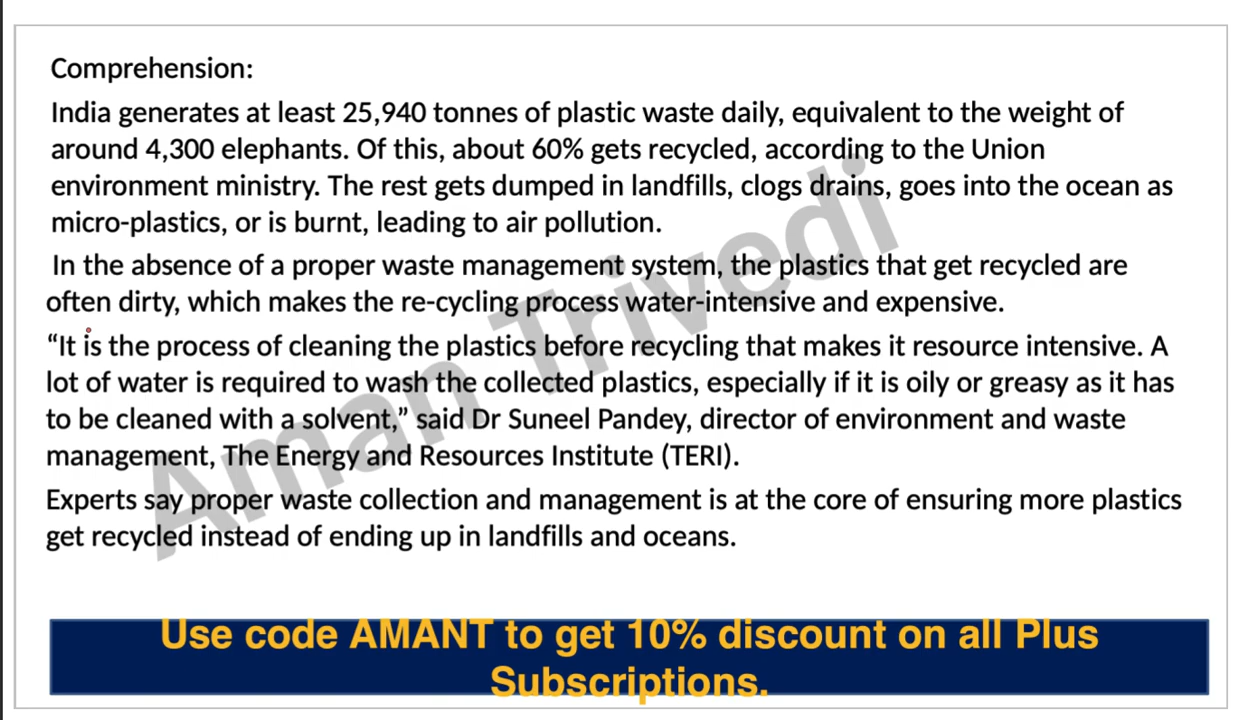 Comprehension:
India generates at least 25,940 tonnes of plastic waste daily, equivalent to the weight of
around 4,300 elephants. Of this, about 60% gets recycled, according to the Union
environment ministry. The rest gets dumped in landfills, clogs drains, goes into the ocean as
micro-plastics, or is burnt, leading to air pollution.
In the absence of a proper waste management system, the plastics that get recycled are
often dirty, which makes the re-cycling process water-intensive and expensive.
“It is the process of cleaning the plastics before recycling that makes it resource intensive. A
lot of water is required to wash the collected plastics, especially if it is oily or greasy as it has
to be cleaned with a solvent,” said Dr Suneel Pandey, director of environment and waste
management, The Energy and Resources Institute (TERI).
Experts say proper waste collection and management is at the core of ensuring more plastics
get recycled instead of ending up in landfills and oceans.
Aman Trivedi
Use code AMANT to get 10% discount on all Plus
Subscriptions.